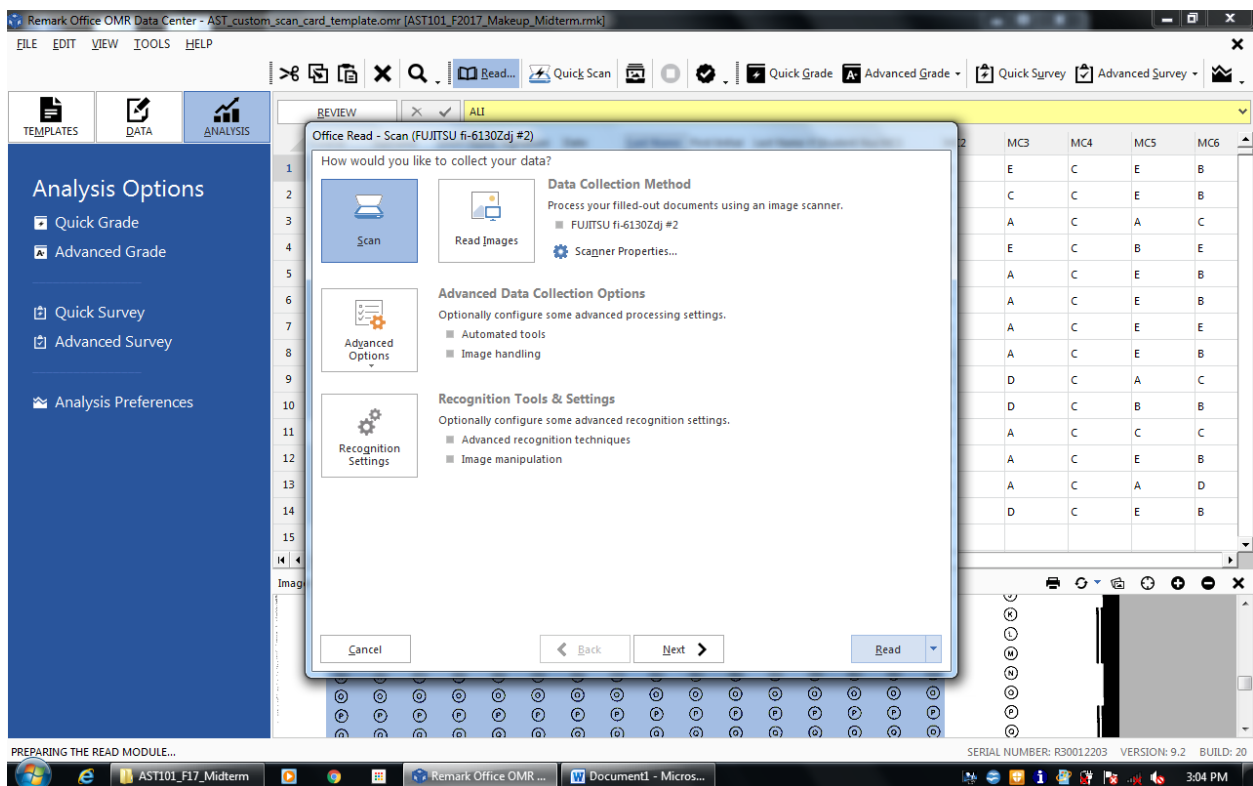 Remark Office OMR Data Center - AST_custom_scan_card_template.omr [AST101_F2017_Makeup_Midterm.rmk]
FILE EDIT VIEW TOOLS HELP
Read... Quick Scan Quick Grade Advanced Grade Quick Survey Advanced Survey
TEMPLATES DATA ANALYSIS
REVIEW ALI
Analysis Options
Quick Grade
Advanced Grade
Quick Survey
Advanced Survey
Analysis Preferences
Office Read - Scan (FUJITSU fi-6130Zdj #2)
How would you like to collect your data?
Scan
Read Images
Data Collection Method
Process your filled-out documents using an image scanner.
FUJITSU fi-6130Zdj #2
Scanner Properties...
Advanced Options
Advanced Data Collection Options
Optionally configure some advanced processing settings.
Automated tools
Image handling
Recognition Settings
Recognition Tools & Settings
Optionally configure some advanced recognition settings.
Advanced recognition techniques
Image manipulation
Cancel Back Next Read
MC3 MC4 MC5 MC6
1 E C E B
2 C C E B
3 A C A C
4 E C B E
5 A C E B
6 A C E B
7 A C E E
8 A C E B
9 D C A C
10 D C B B
11 A C C C
12 A C E B
13 A C A D
14 D C E B
15
K
L
M
N
O O O O O O O O O O O O O O O O O
P P P P P P P P P P P P P P P P P
PREPARING THE READ MODULE...
SERIAL NUMBER: R30012203 VERSION: 9.2 BUILD: 20
AST101_F17_Midterm Remark Office OMR ... Document1 - Micros... 3:04 PM